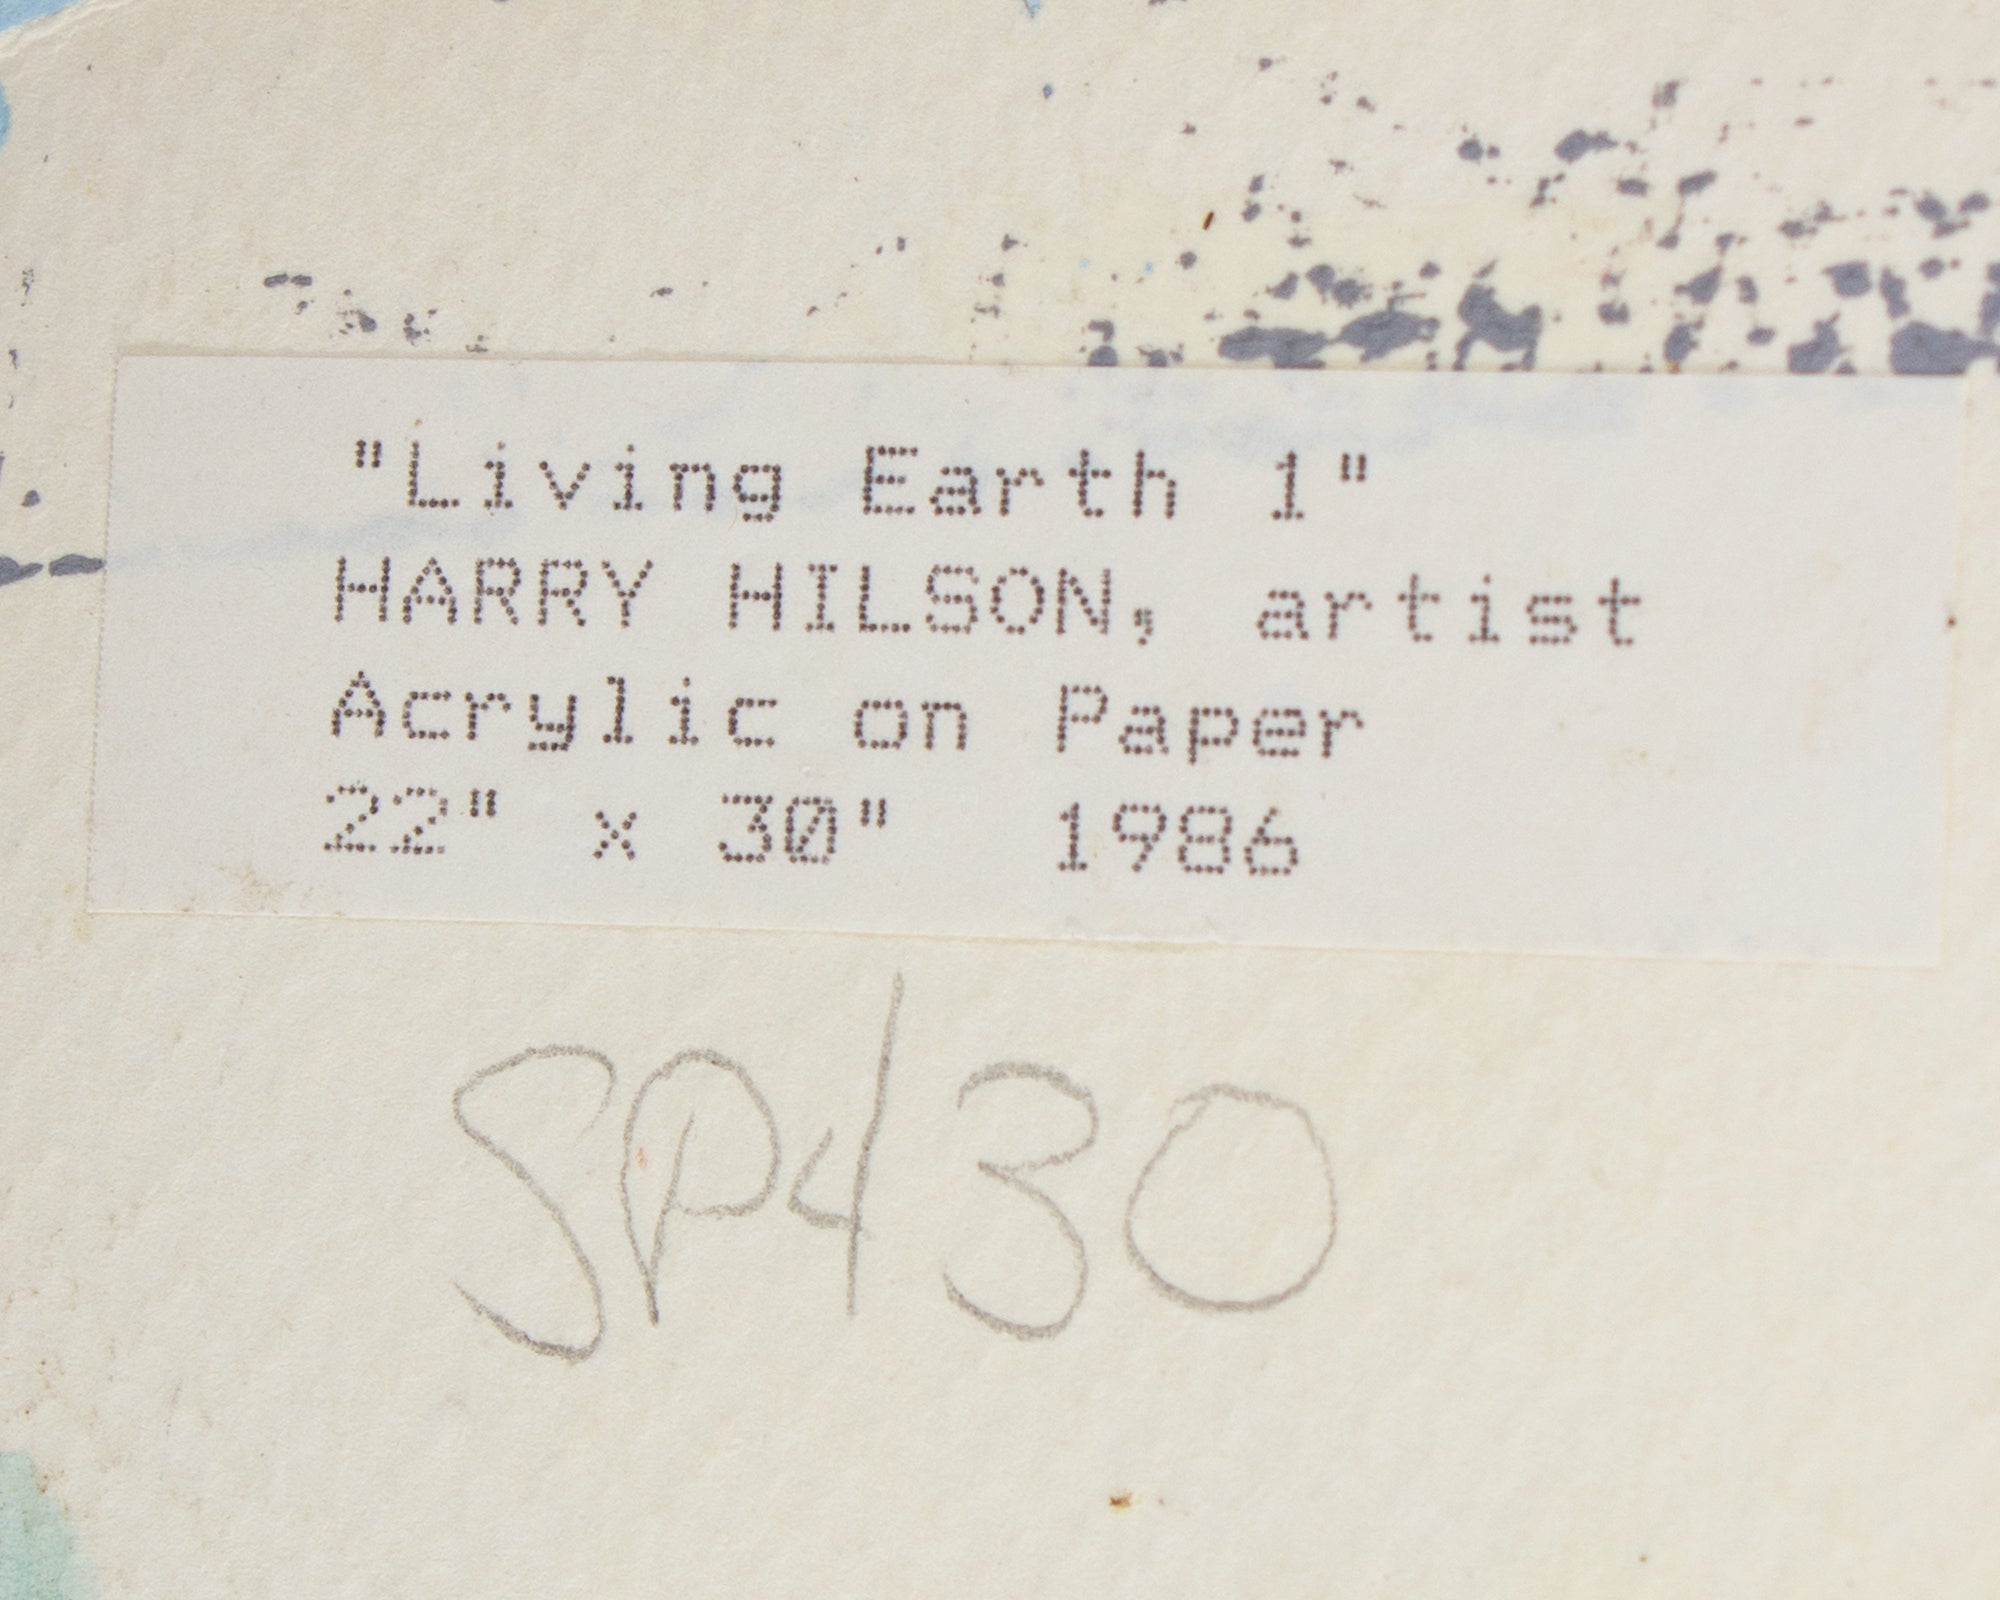 "Living Earth 1"
HARRY HILSON, artist
Acrylic on Paper
22" x 30"  1986
SP430